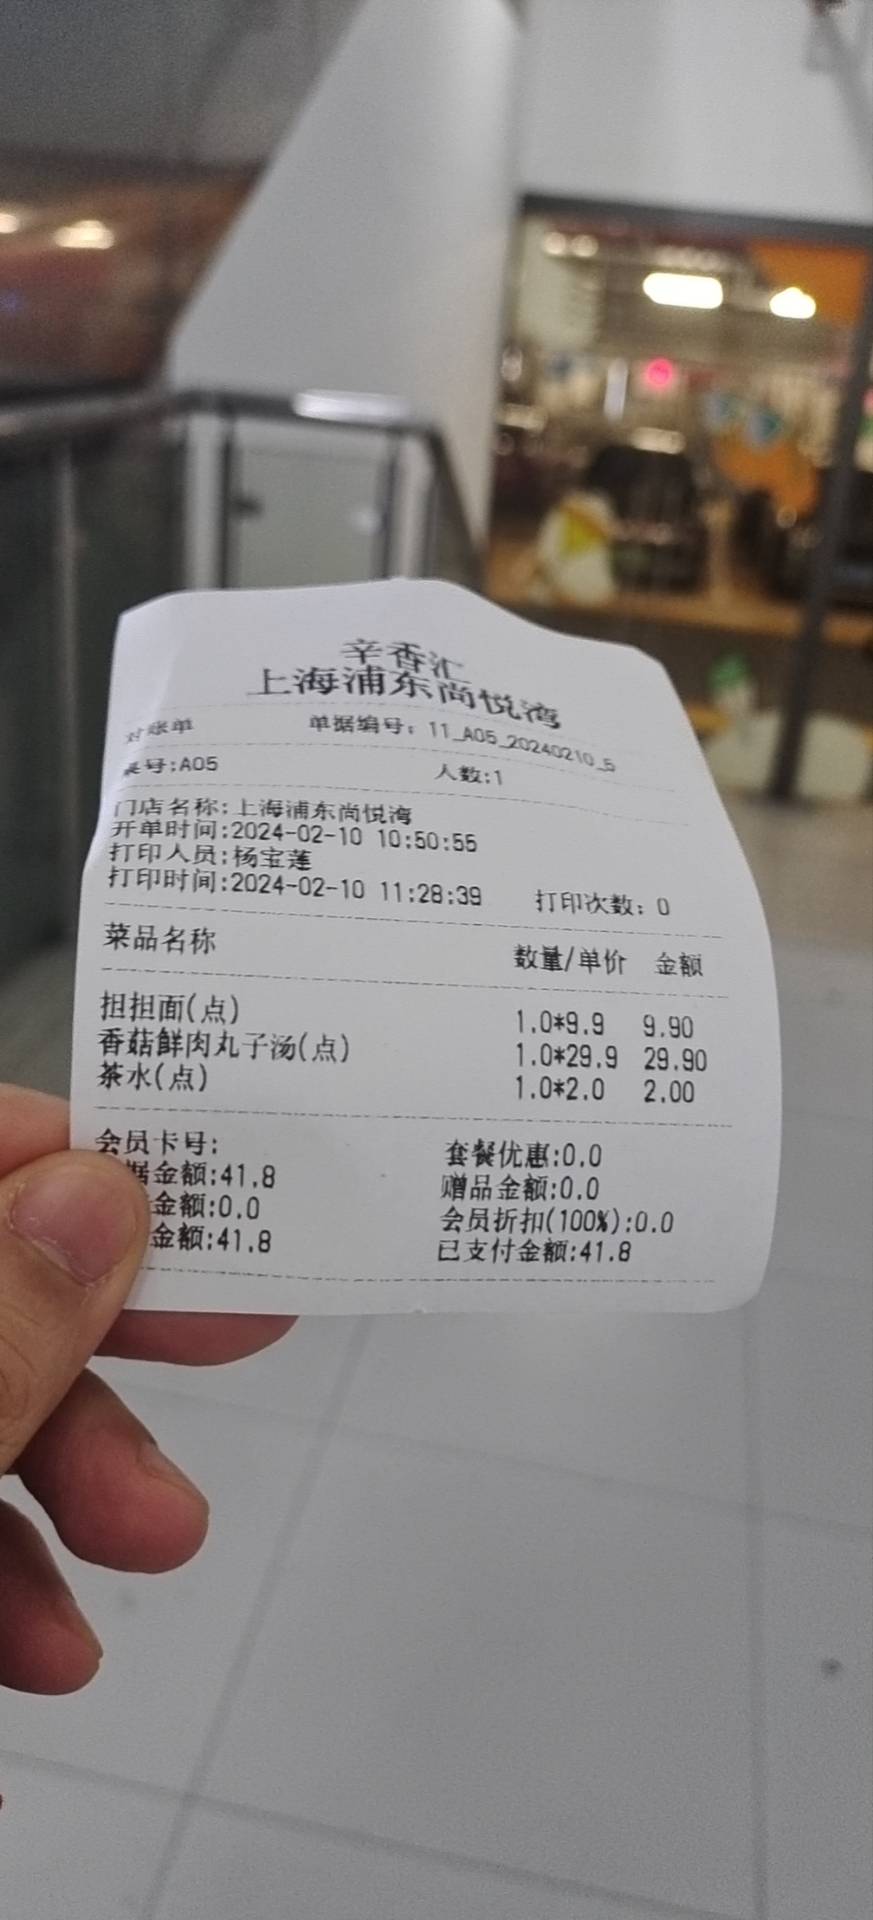 辛香汇
上海浦东尚悦湾
对账单 单据编号: 11_A05_20240210_5
桌号:A05 人数:1
门店名称:上海浦东尚悦湾
开单时间:2024-02-10 10:50:55
打印人员:杨宝莲
打印时间:2024-02-10 11:28:39 打印次数: 0
菜品名称 数量/单价 金额
担担面(点) 1.0*9.9 9.90
香菇鲜肉丸子汤(点) 1.0*29.9 29.90
茶水(点) 1.0*2.0 2.00
会员卡号: 套餐优惠:0.0
据金额:41.8 赠品金额:0.0
金额:0.0 会员折扣(100%):0.0
金额:41.8 已支付金额:41.8